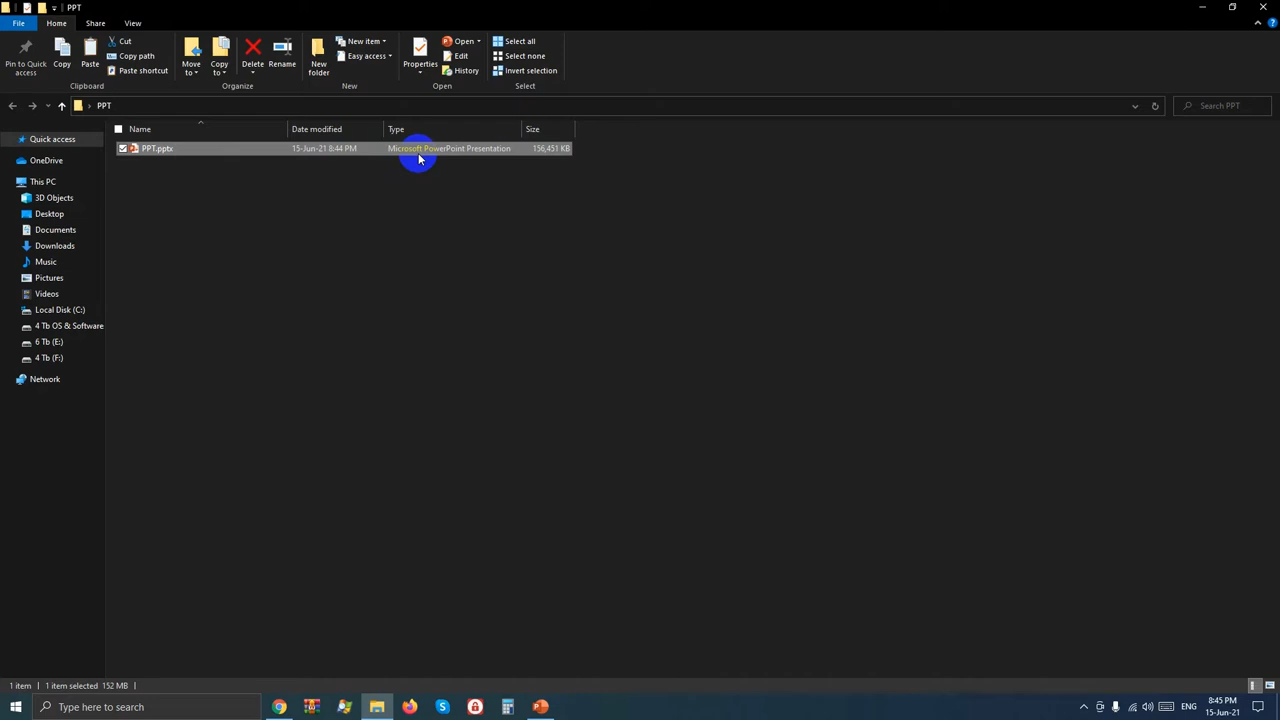 PPT
File Home Share View
Pin to Quick access
Copy
Paste
Cut
Copy path
Paste shortcut
Clipboard
Move to
Copy to
Delete
Rename
Organize
New folder
New item
Easy access
New
Properties
Open
Edit
History
Open
Select all
Select none
Invert selection
Select
PPT
Search PPT
Name Date modified Type Size
PPT.pptx 15-Jun-21 8:44 PM Microsoft PowerPoint Presentation 156,451 KB
Quick access
OneDrive
This PC
3D Objects
Desktop
Documents
Downloads
Music
Pictures
Videos
Local Disk (C:)
4 Tb OS & Software
6 Tb (E:)
4 Tb (F:)
Network
1 item 1 item selected 152 MB
Type here to search
ENG
8:45 PM
15-Jun-21